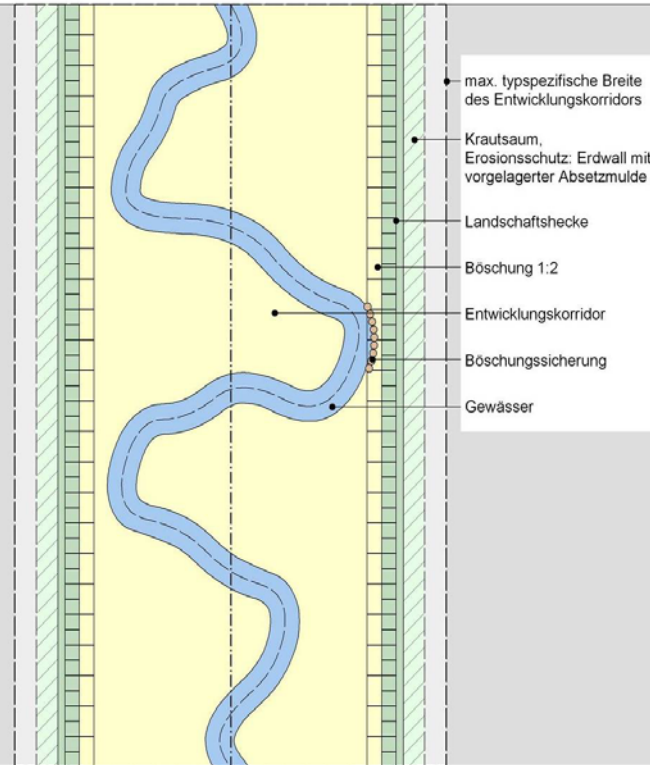 max. typspezifische Breite
des Entwicklungskorridors
Krautsaum,
Erosionsschutz: Erdwall mit
vorgelagerter Absetzmulde
Landschaftshecke
Böschung 1:2
Entwicklungskorridor
Böschungssicherung
Gewässer